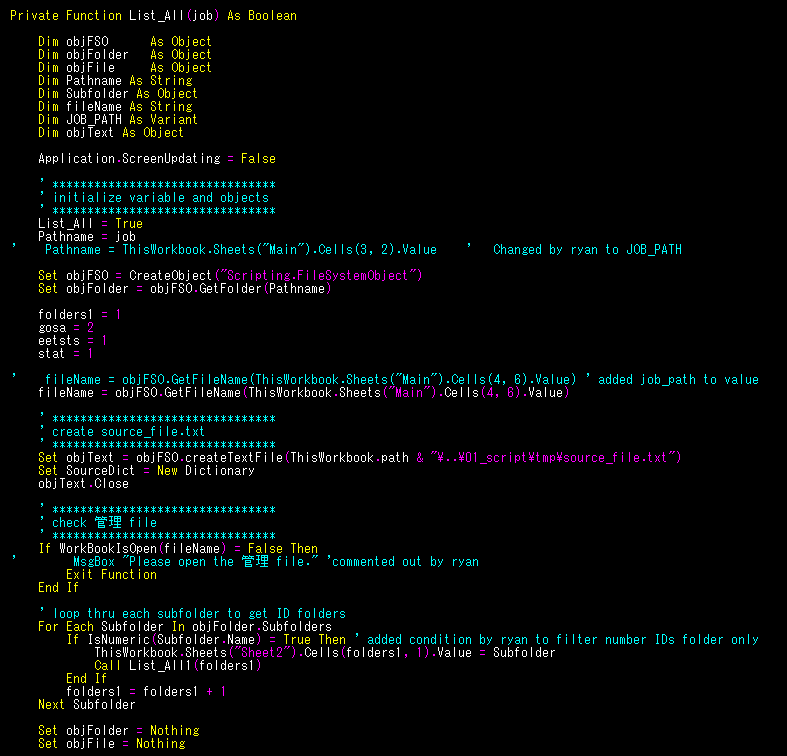 Private Function List_All(job) As Boolean
Dim objFSO As Object
Dim objFolder As Object
Dim objFile As Object
Dim Pathname As String
Dim Subfolder As Object
Dim fileName As String
Dim JOB_PATH As Variant
Dim objText As Object
Application.ScreenUpdating = False
' ********************************
' initialize variable and objects
' ********************************
List_All = True
Pathname = job
' Pathname = ThisWorkbook.Sheets("Main").Cells(3, 2).Value ' Changed by ryan to JOB_PATH
Set objFSO = CreateObject("Scripting.FileSystemObject")
Set objFolder = objFSO.GetFolder(Pathname)
folders1 = 1
gosa = 2
eetsts = 1
stat = 1
' fileName = objFSO.GetFileName(ThisWorkbook.Sheets("Main").Cells(4, 6).Value) ' added job_path to value
fileName = objFSO.GetFileName(ThisWorkbook.Sheets("Main").Cells(4, 6).Value)
' ********************************
' create source_file.txt
' ********************************
Set objText = objFSO.createTextFile(ThisWorkbook.path & "¥..¥01_script¥tmp¥source_file.txt")
Set SourceDict = New Dictionary
objText.Close
' ********************************
' check 管理 file
' ********************************
If WorkBookIsOpen(fileName) = False Then
' MsgBox "Please open the 管理 file." 'commented out by ryan
Exit Function
End If
' loop thru each subfolder to get ID folders
For Each Subfolder In objFolder.Subfolders
If IsNumeric(Subfolder.Name) = True Then ' added condition by ryan to filter number IDs folder only
ThisWorkbook.Sheets("Sheet2").Cells(folders1, 1).Value = Subfolder
Call List_All1(folders1)
End If
folders1 = folders1 + 1
Next Subfolder
Set objFolder = Nothing
Set objFile = Nothing